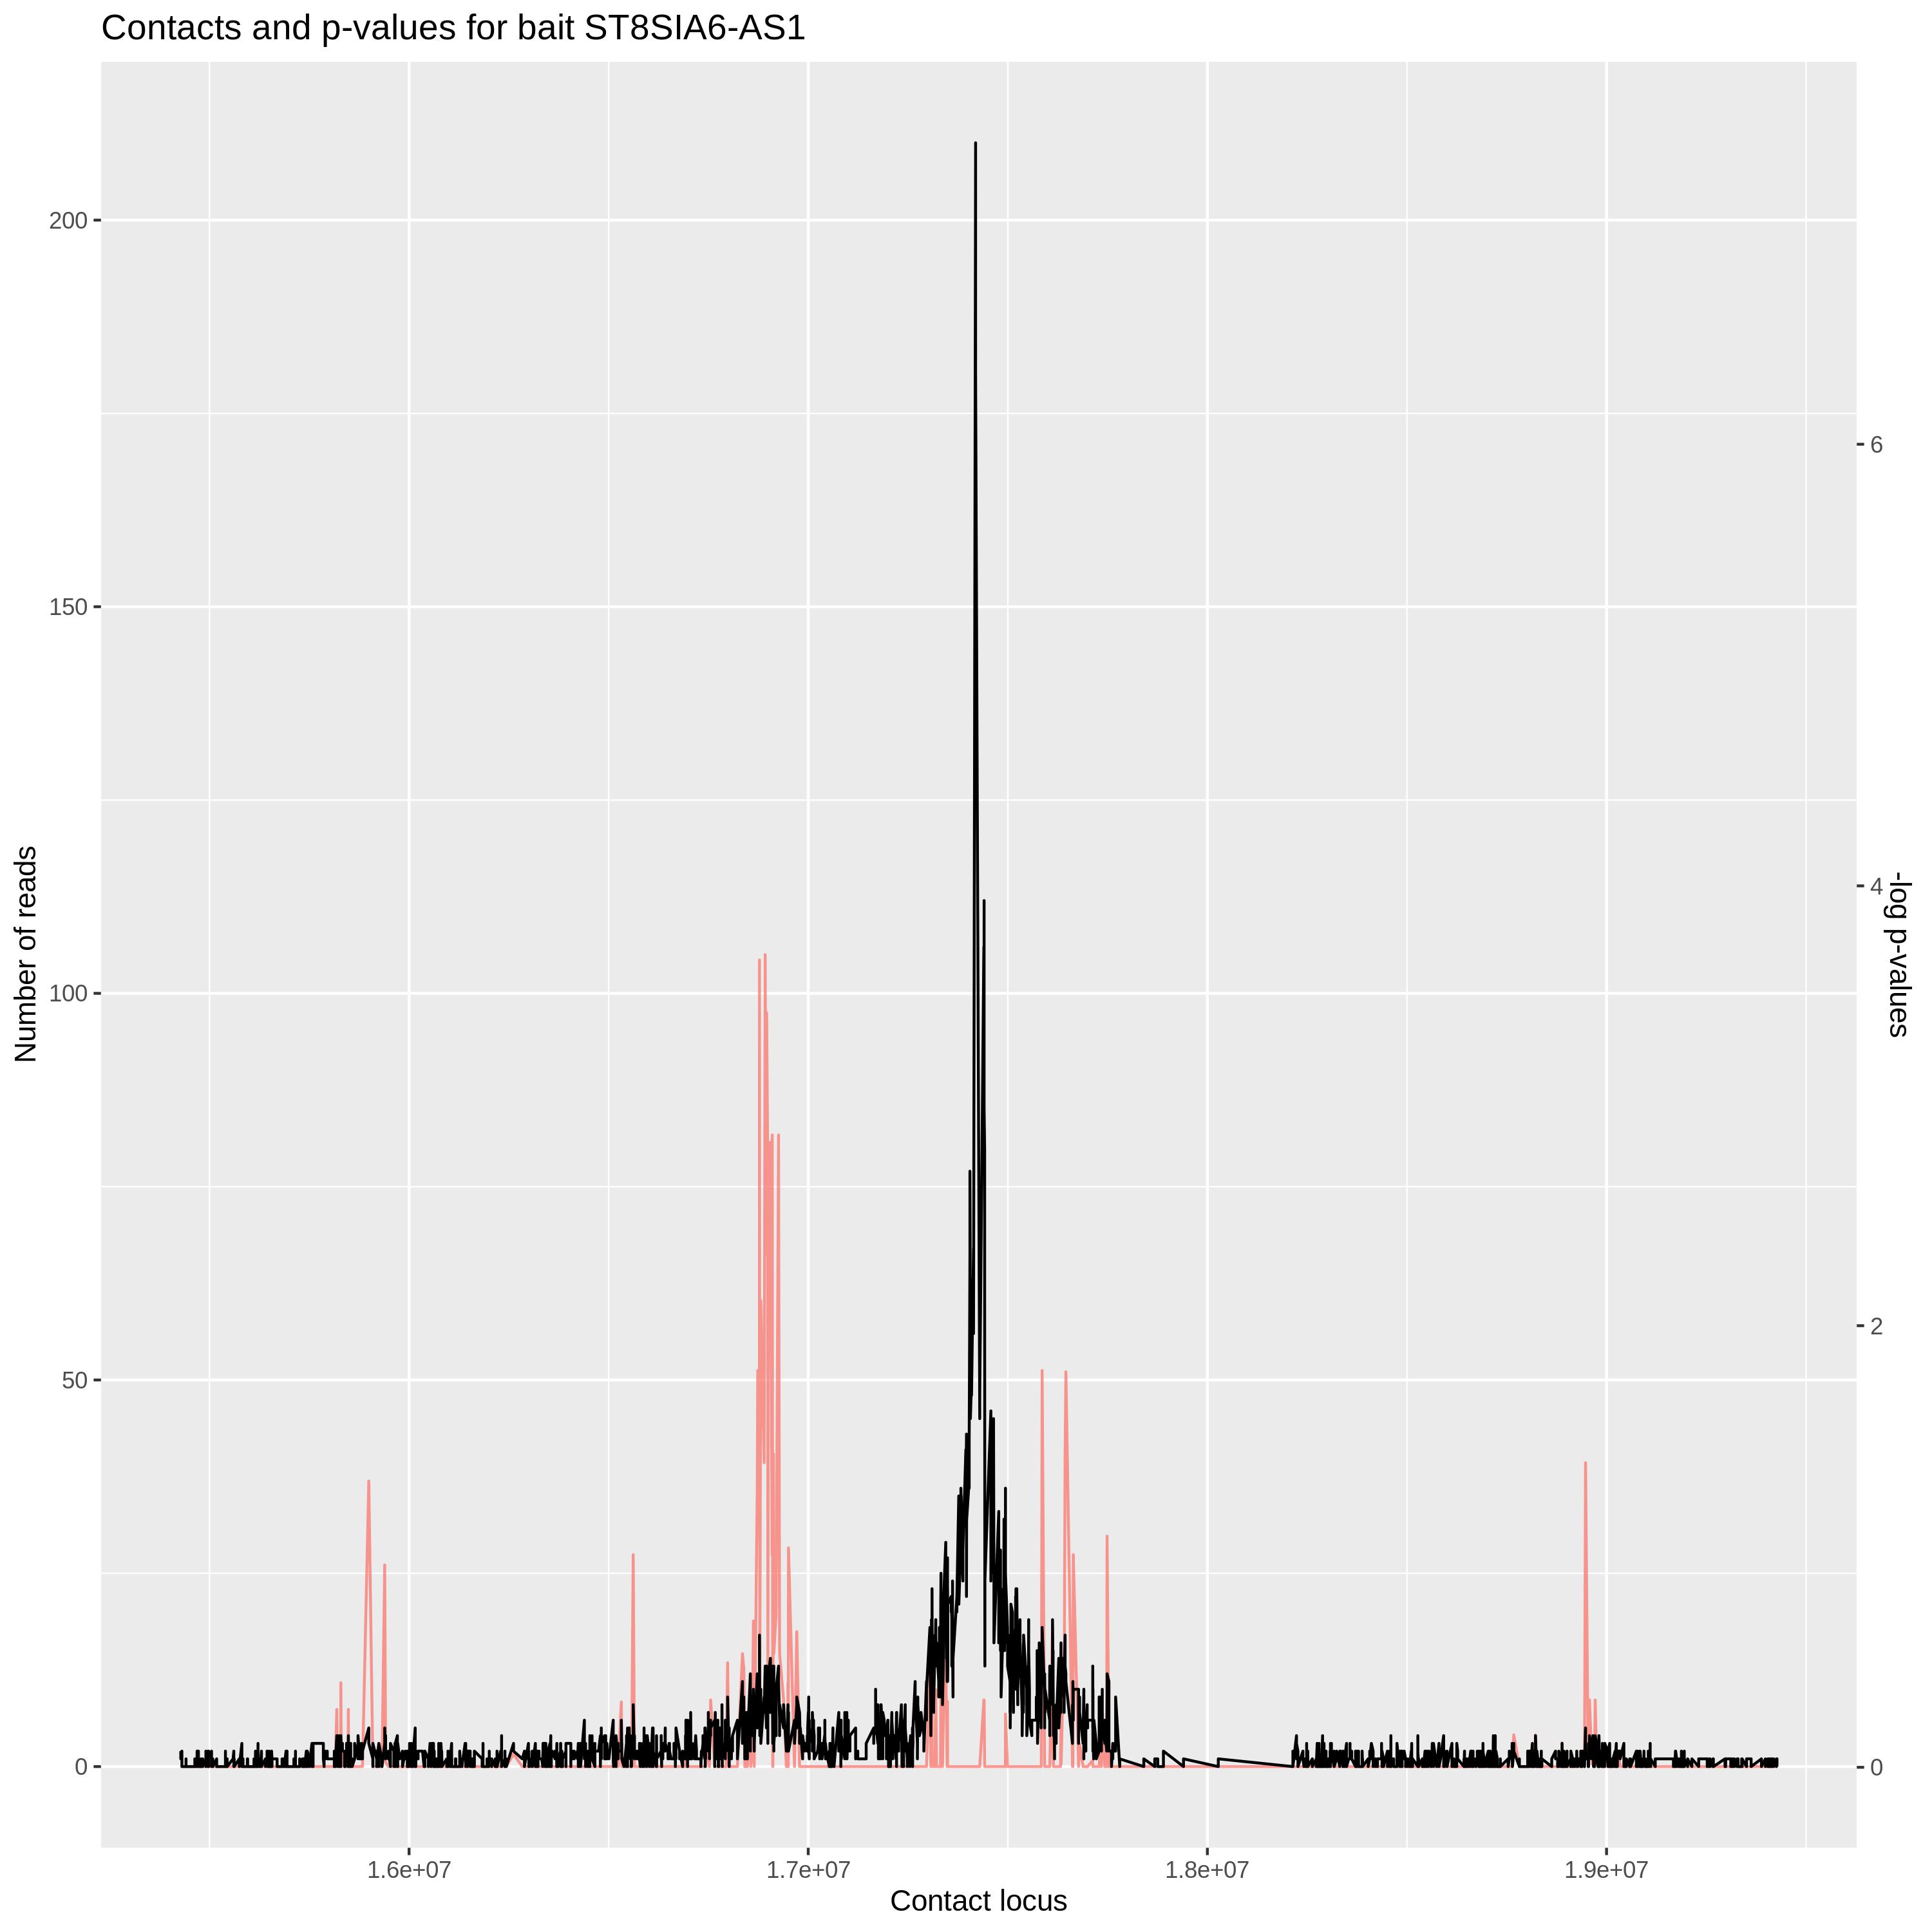 Contacts and p-values for bait ST8SIA6-AS1
Number of reads
200
150
100
50
0
6
4
2
0
-log p-values
1.6e+07
1.7e+07
1.8e+07
1.9e+07
Contact locus